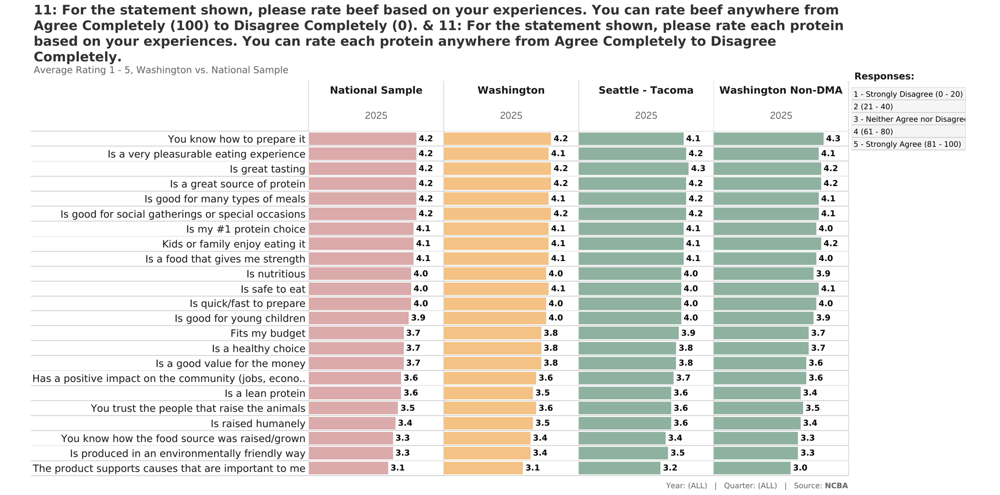 11: For the statement shown, please rate beef based on your experiences. You can rate beef anywhere from
Agree Completely (100) to Disagree Completely (0). & 11: For the statement shown, please rate each protein
based on your experiences. You can rate each protein anywhere from Agree Completely to Disagree
Completely.
Average Rating 1 - 5, Washington vs. National Sample
Responses:
1 - Strongly Disagree (0 - 20)
2 (21 - 40)
3 - Neither Agree nor Disagree
4 (61 - 80)
5 - Strongly Agree (81 - 100)
National Sample Washington Seattle - Tacoma Washington Non-DMA
2025 2025 2025 2025
You know how to prepare it 4.2 4.2 4.1 4.3
Is a very pleasurable eating experience 4.2 4.1 4.2 4.1
Is great tasting 4.2 4.2 4.3 4.2
Is a great source of protein 4.2 4.2 4.2 4.2
Is good for many types of meals 4.2 4.1 4.2 4.1
Is good for social gatherings or special occasions 4.2 4.2 4.2 4.1
Is my #1 protein choice 4.1 4.1 4.1 4.0
Kids or family enjoy eating it 4.1 4.1 4.1 4.2
Is a food that gives me strength 4.1 4.1 4.1 4.0
Is nutritious 4.0 4.0 4.0 3.9
Is safe to eat 4.0 4.1 4.0 4.1
Is quick/fast to prepare 4.0 4.0 4.0 4.0
Is good for young children 3.9 4.0 4.0 3.9
Fits my budget 3.7 3.8 3.9 3.7
Is a healthy choice 3.7 3.8 3.8 3.7
Is a good value for the money 3.7 3.8 3.8 3.6
Has a positive impact on the community (jobs, econo.. 3.6 3.6 3.7 3.6
Is a lean protein 3.6 3.5 3.6 3.4
You trust the people that raise the animals 3.5 3.6 3.6 3.5
Is raised humanely 3.4 3.5 3.6 3.4
You know how the food source was raised/grown 3.3 3.4 3.4 3.3
Is produced in an environmentally friendly way 3.3 3.4 3.5 3.3
The product supports causes that are important to me 3.1 3.1 3.2 3.0
Year: (ALL) | Quarter: (ALL) | Source: NCBA